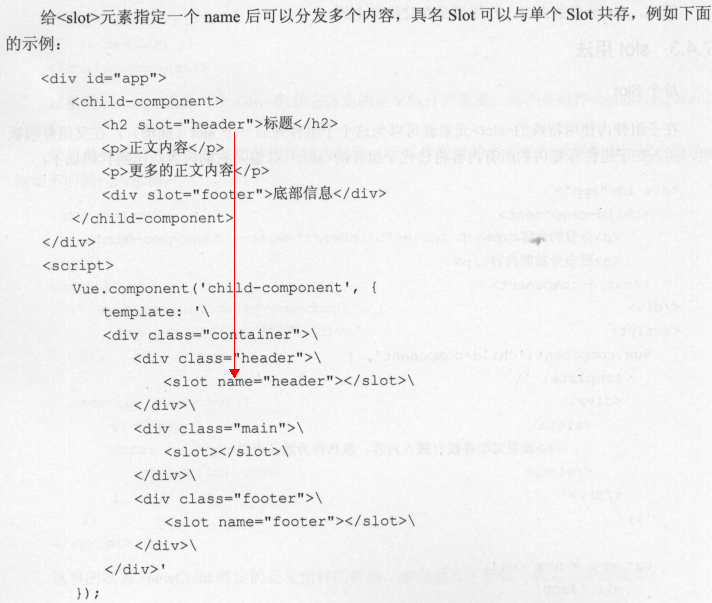 给<slot>元素指定一个 name 后可以分发多个内容，具名 Slot 可以与单个 Slot 共存，例如下面
的示例：
<div id="app">
<child-component>
<h2 slot="header">标题</h2>
<p>正文内容</p>
<p>更多的正文内容</p>
<div slot="footer">底部信息</div>
</child-component>
</div>
<script>
Vue.component('child-component', {
template: '\
<div class="container">\
<div class="header">\
<slot name="header"></slot>\
</div>\
<div class="main">\
<slot></slot>\
</div>\
<div class="footer">\
<slot name="footer"></slot>\
</div>\
</div>'
});